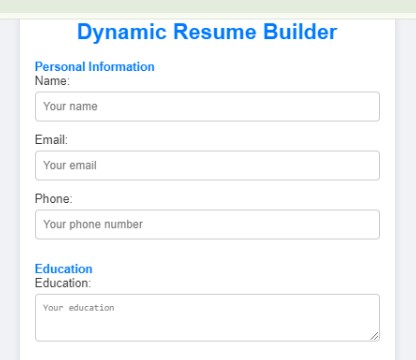 Dynamic Resume Builder
Personal Information
Name:
Your name
Email:
Your email
Phone:
Your phone number
Education
Education:
Your education